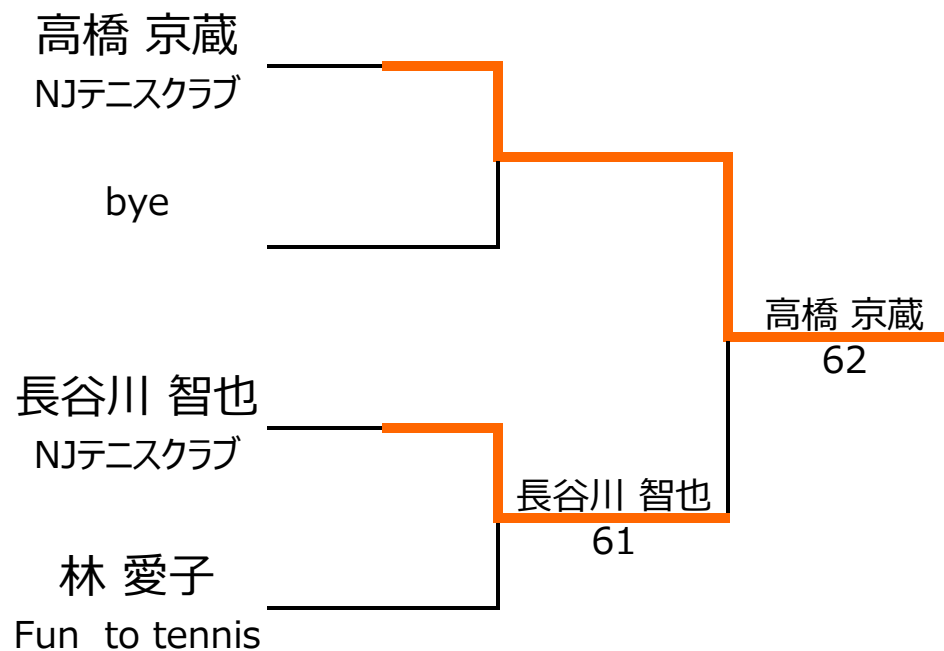 高橋 京蔵
NJテニスクラブ
bye
高橋 京蔵
62
長谷川 智也
NJテニスクラブ
長谷川 智也
61
林 愛子
Fun to tennis